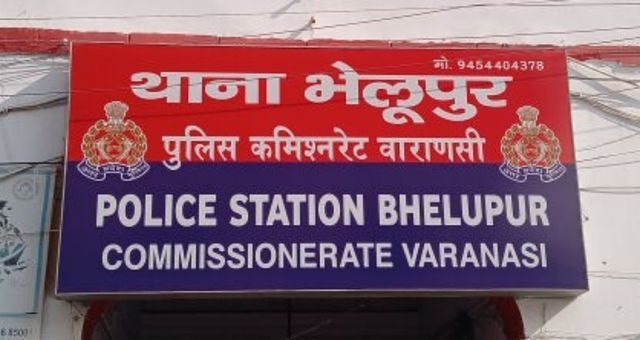 मो. 9454404378
थाना भेलूपुर
पुलिस कमिश्नरेट वाराणसी
POLICE STATION BHELUPUR
COMMISSIONERATE VARANASI